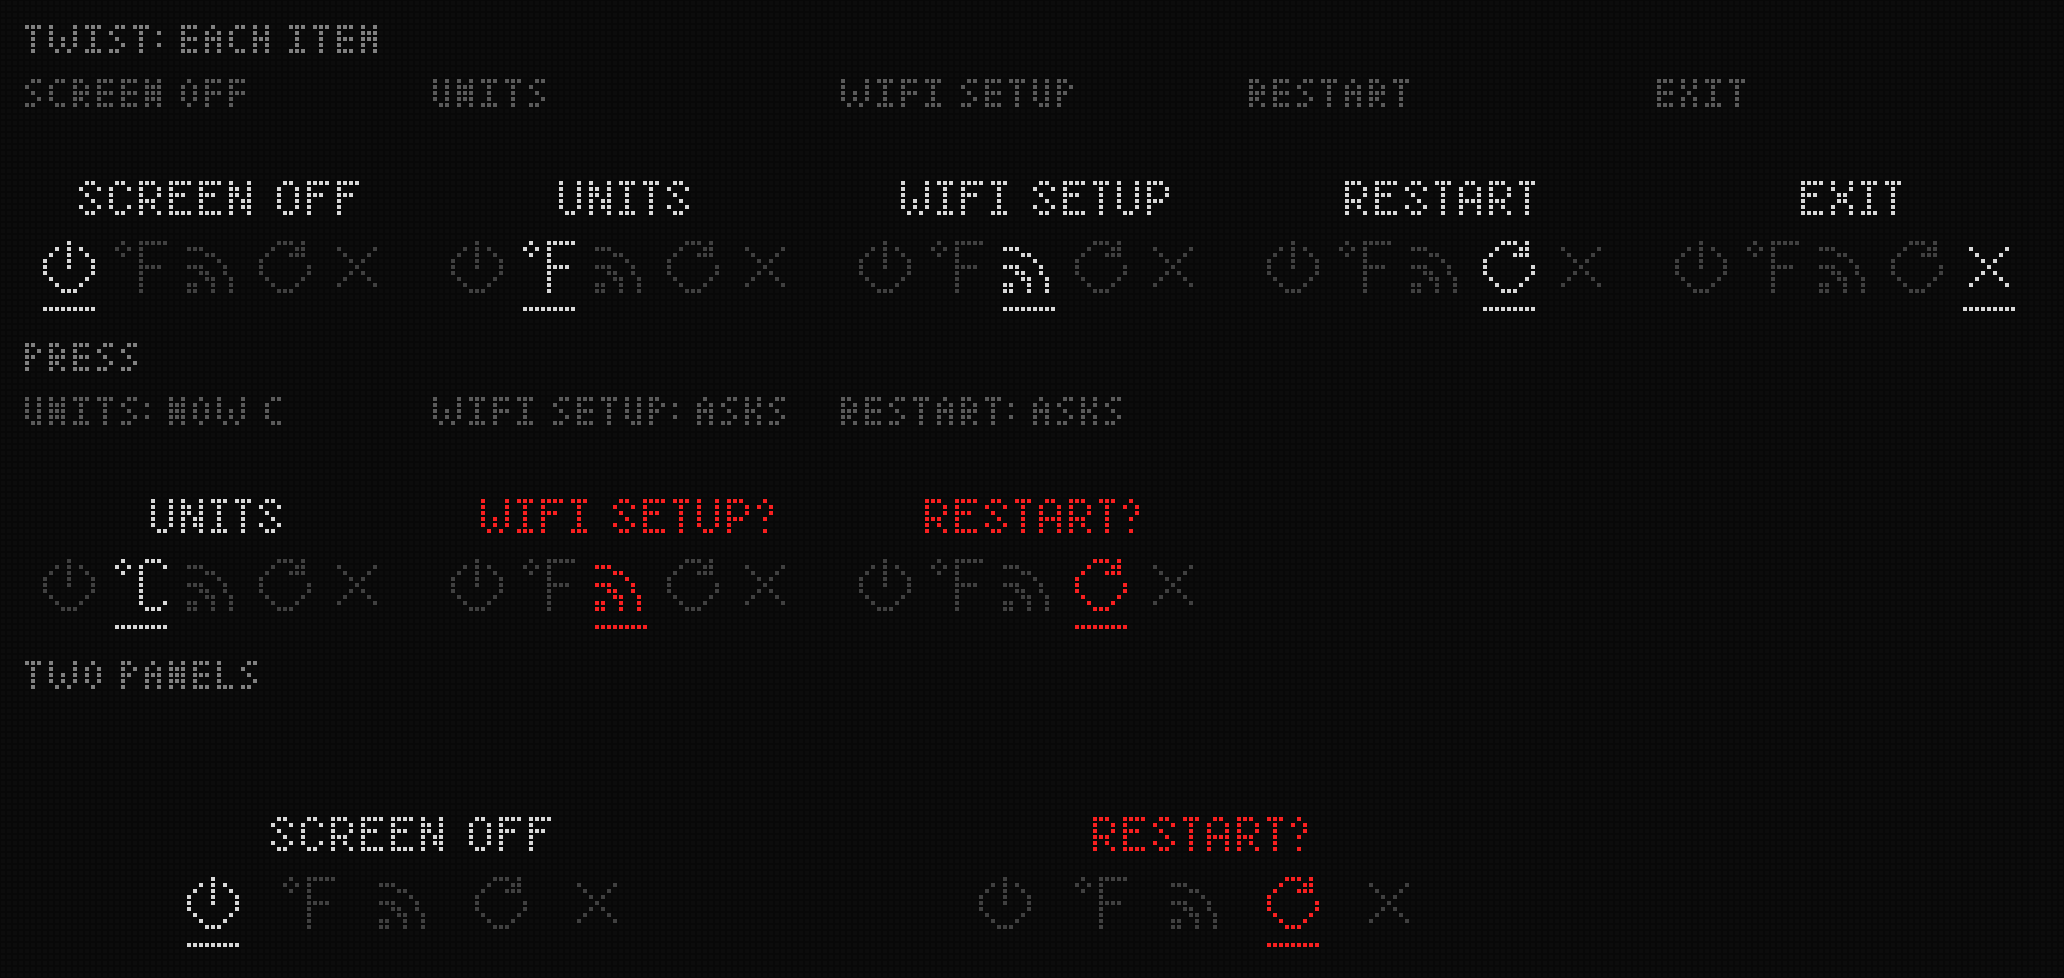 TWIST: EACH ITEM
SCREEN OFF UNITS WIFI SETUP RESTART EXIT
SCREEN OFF UNITS WIFI SETUP RESTART EXIT
°F °F °F °F °F
PRESS
UNITS: NOW C WIFI SETUP: ASKS RESTART: ASKS
UNITS WIFI SETUP? RESTART?
°C °F °F
TWO PANELS
SCREEN OFF RESTART?
°F °F